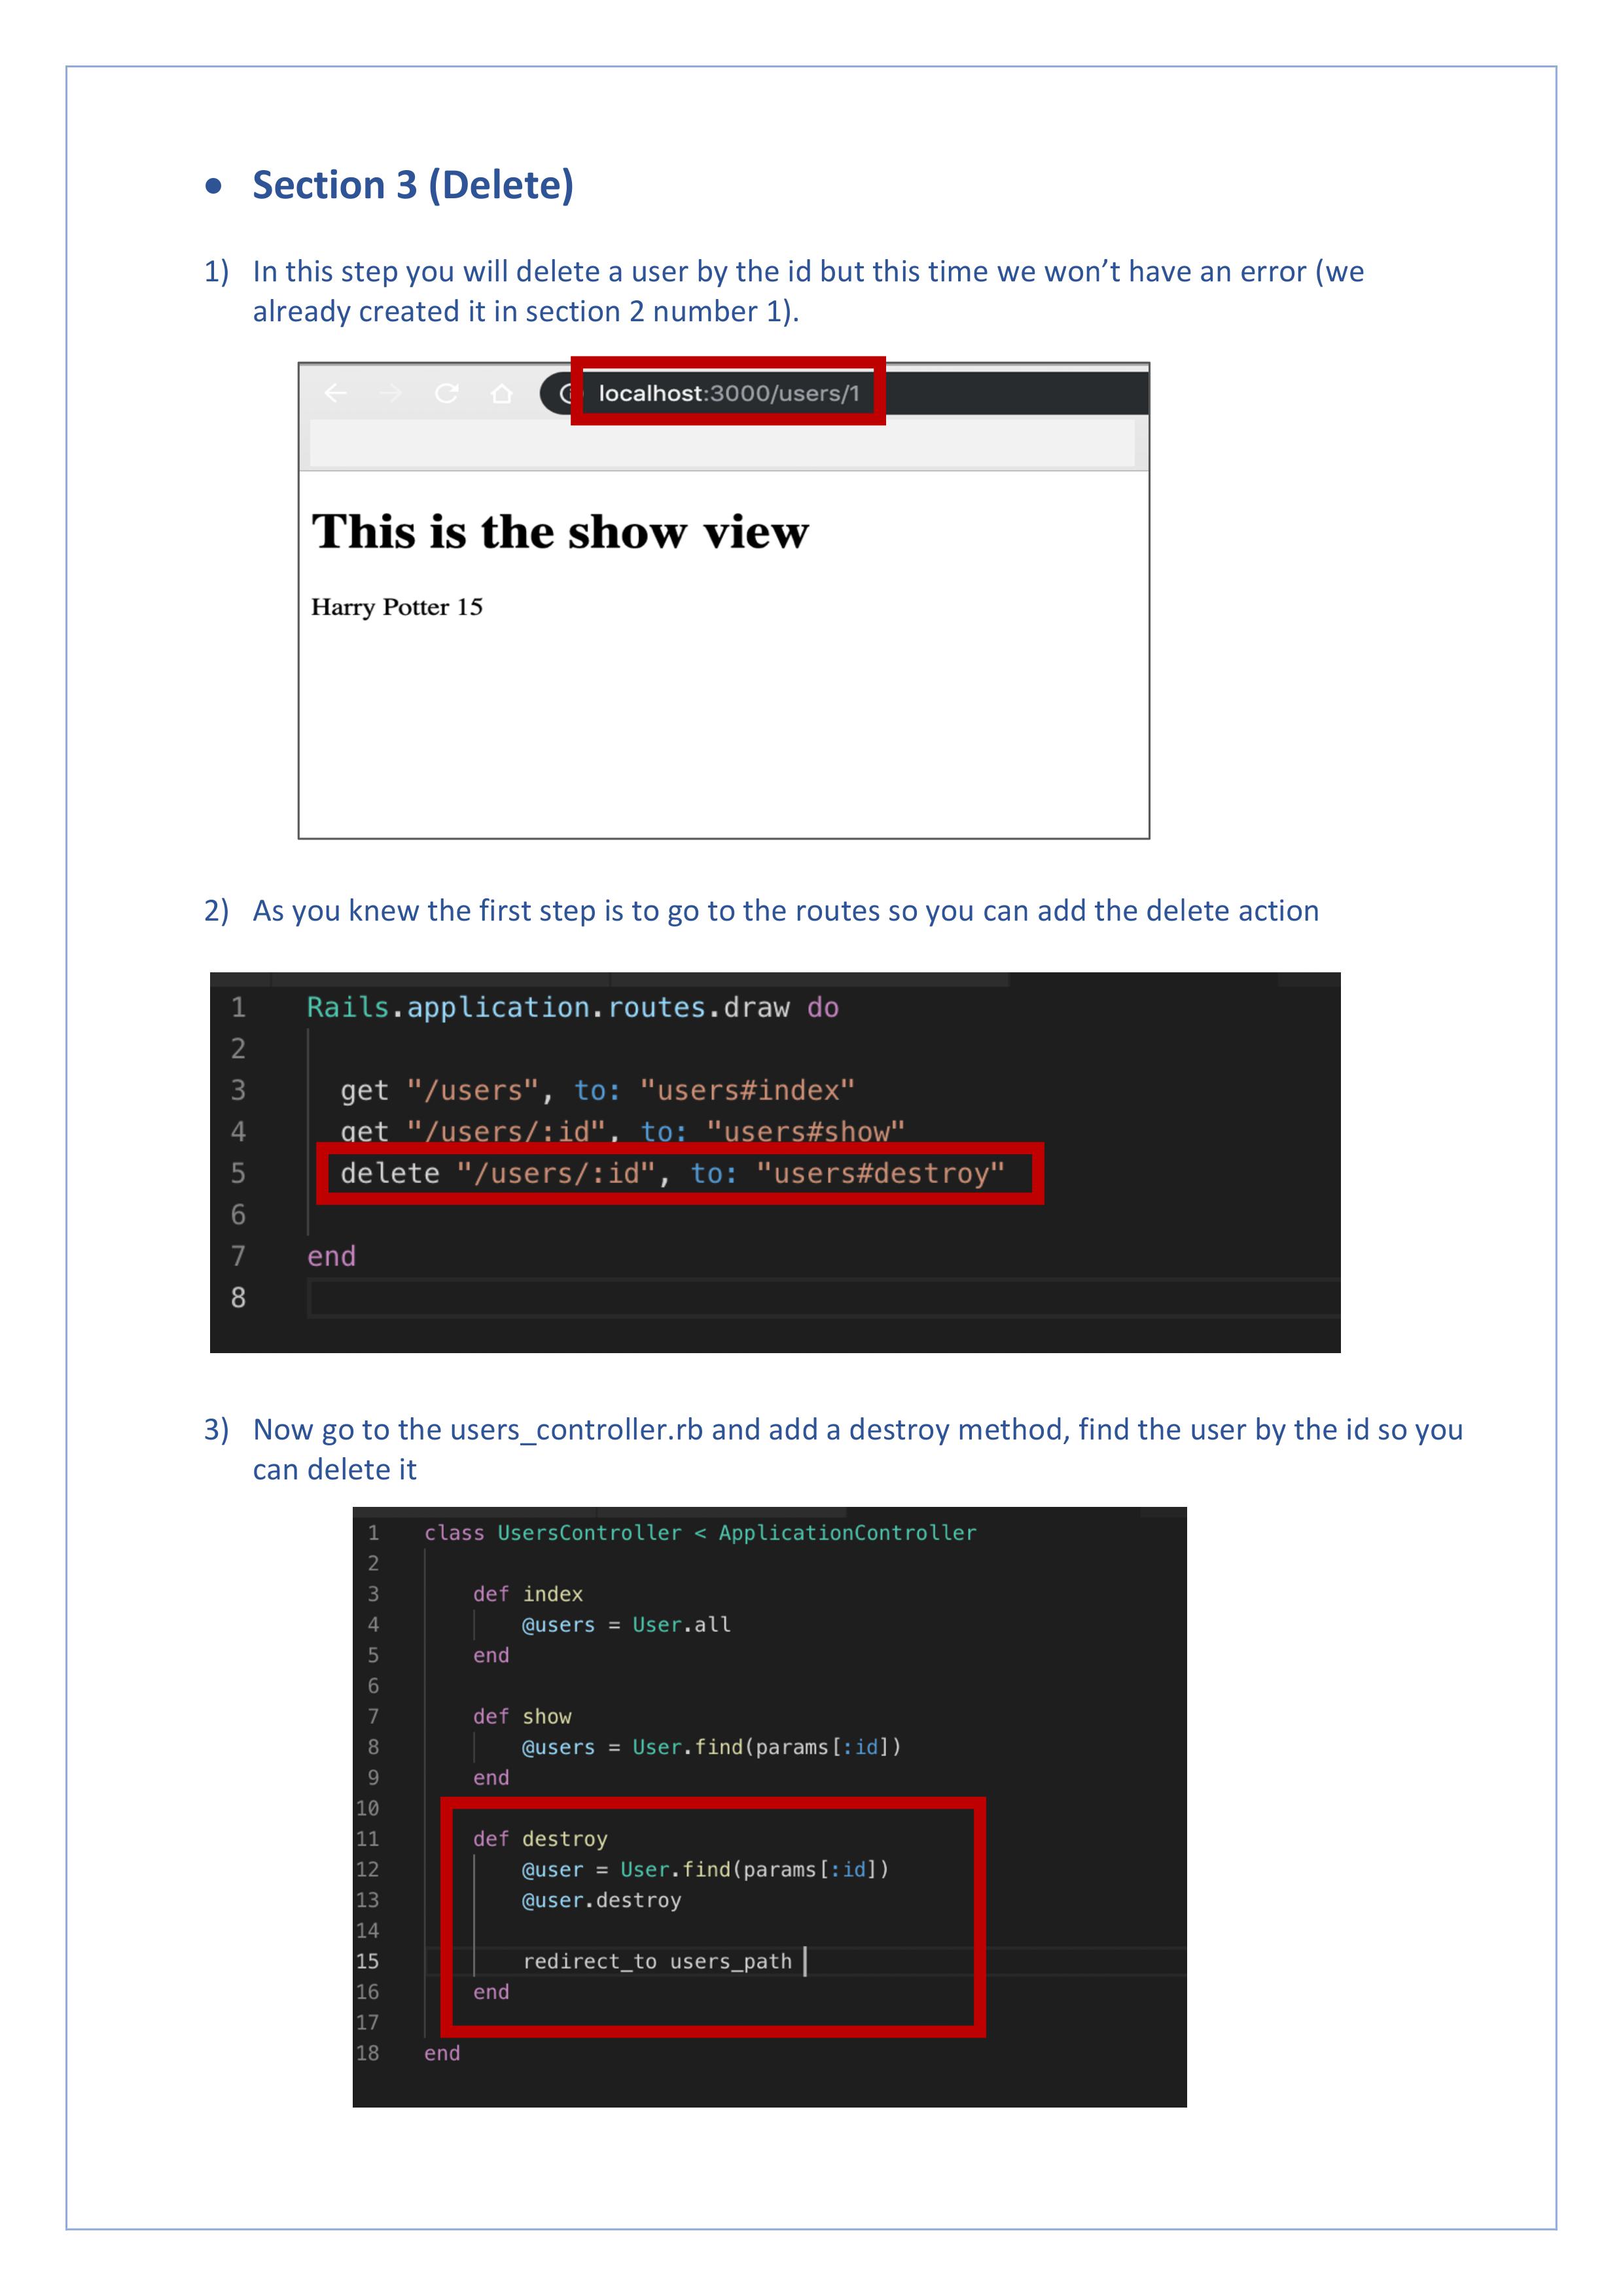 • Section 3 (Delete)
1) In this step you will delete a user by the id but this time we won’t have an error (we
already created it in section 2 number 1).
localhost:3000/users/1
This is the show view
Harry Potter 15
2) As you knew the first step is to go to the routes so you can add the delete action
1 Rails.application.routes.draw do
2
3 get "/users", to: "users#index"
4 get "/users/:id", to: "users#show"
5 delete "/users/:id", to: "users#destroy"
6
7 end
8
3) Now go to the users_controller.rb and add a destroy method, find the user by the id so you
can delete it
1 class UsersController < ApplicationController
2
3 def index
4 @users = User.all
5 end
6
7 def show
8 @users = User.find(params[:id])
9 end
10
11 def destroy
12 @user = User.find(params[:id])
13 @user.destroy
14
15 redirect_to users_path
16 end
17
18 end